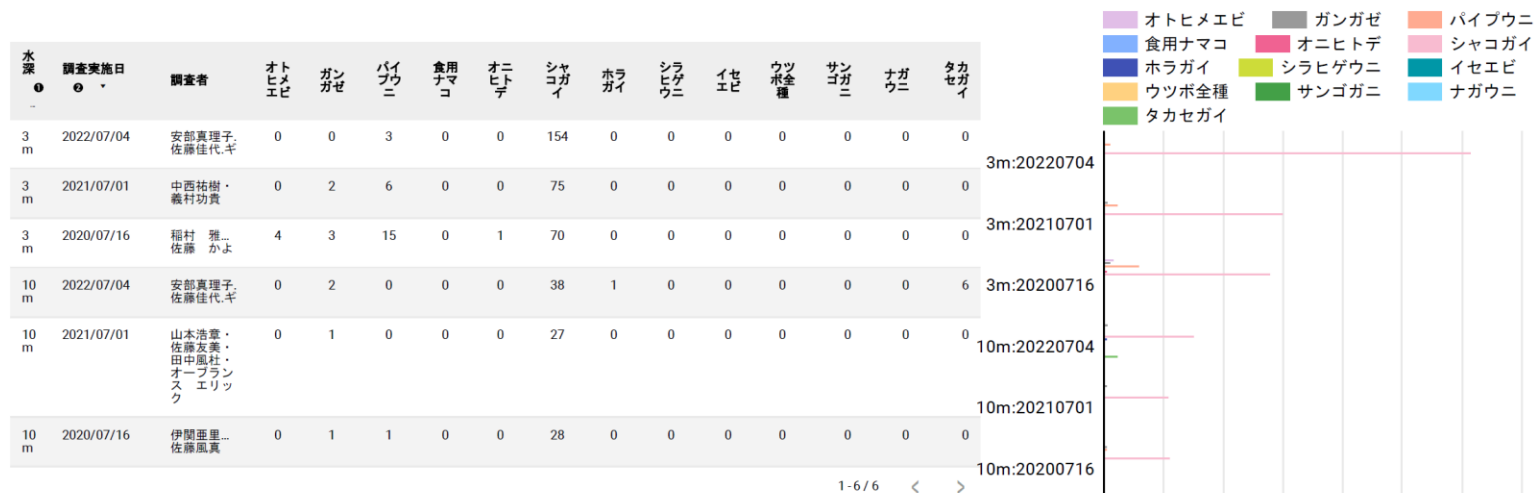 水深 ❶ 調査実施日 ❷ 調査者 オトヒメエビ ガンガゼ パイプウニ 食用ナマコ オニヒトデ シャコガイ ホラガイ シラヒゲウニ イセエビ ウツボ全種 サンゴガニ ナガウニ タカセガイ
3m 2022/07/04 安部真理子. 佐藤佳代.ギ 0 0 3 0 0 154 0 0 0 0 0 0 0
3m 2021/07/01 中西祐樹・義村功貴 0 2 6 0 0 75 0 0 0 0 0 0 0
3m 2020/07/16 稲村 雅... 佐藤 かよ 4 3 15 0 1 70 0 0 0 0 0 0 0
10m 2022/07/04 安部真理子. 佐藤佳代.ギ 0 2 0 0 0 38 1 0 0 0 0 0 6
10m 2021/07/01 山本浩章・佐藤友美・田中風杜・オーブランス エリック 0 1 0 0 0 27 0 0 0 0 0 0 0
10m 2020/07/16 伊関亜里... 佐藤風真 0 1 1 0 0 28 0 0 0 0 0 0 0
1-6/6 < >
オトヒメエビ ガンガゼ パイプウニ
食用ナマコ オニヒトデ シャコガイ
ホラガイ シラヒゲウニ イセエビ
ウツボ全種 サンゴガニ ナガウニ
タカセガイ
3m:20220704
3m:20210701
3m:20200716
10m:20220704
10m:20210701
10m:20200716